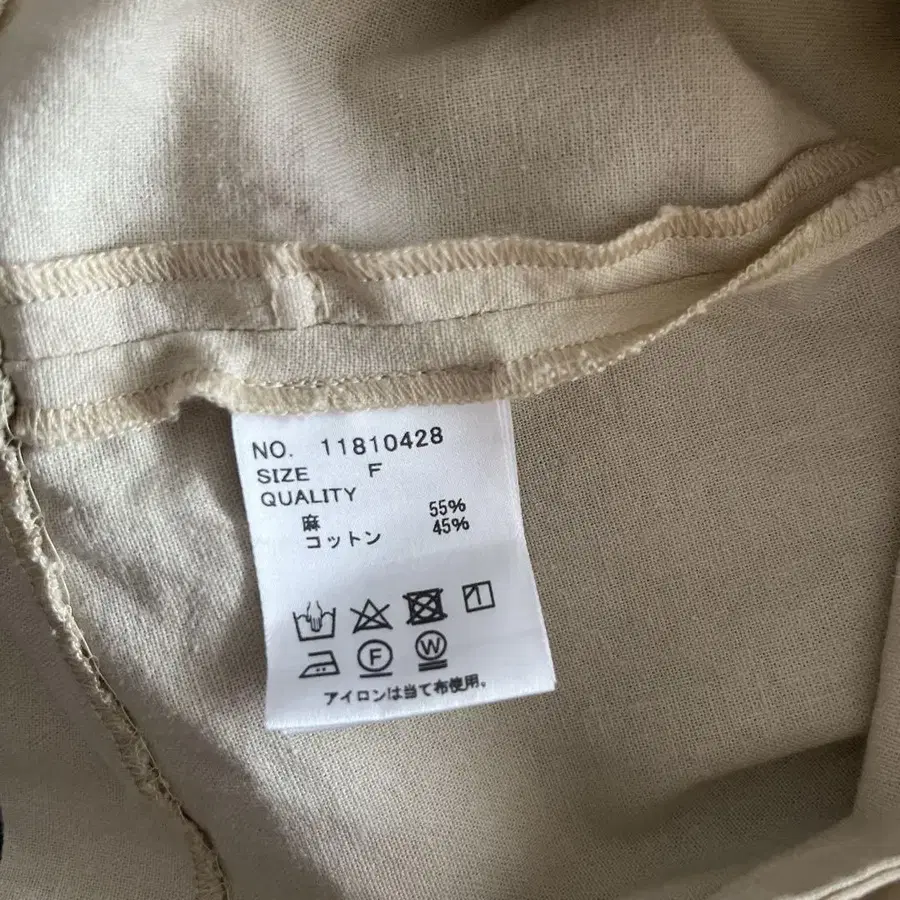 NO. 11810428
SIZE F
QUALITY
麻 55%
コットン 45%
F W
アイロンは当て布使用。